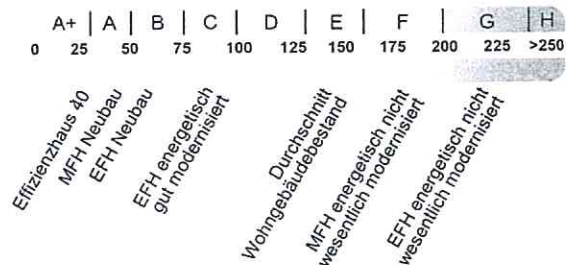 A+ | A | B | C | D | E | F | G | H
0 25 50 75 100 125 150 175 200 225 >250
Effizienzhaus 40
MFH Neubau
EFH Neubau
EFH energetisch
gut modernisiert
Durchschnitt
Wohngebäudebestand
MFH energetisch nicht
wesentlich modernisiert
EFH energetisch nicht
wesentlich modernisiert